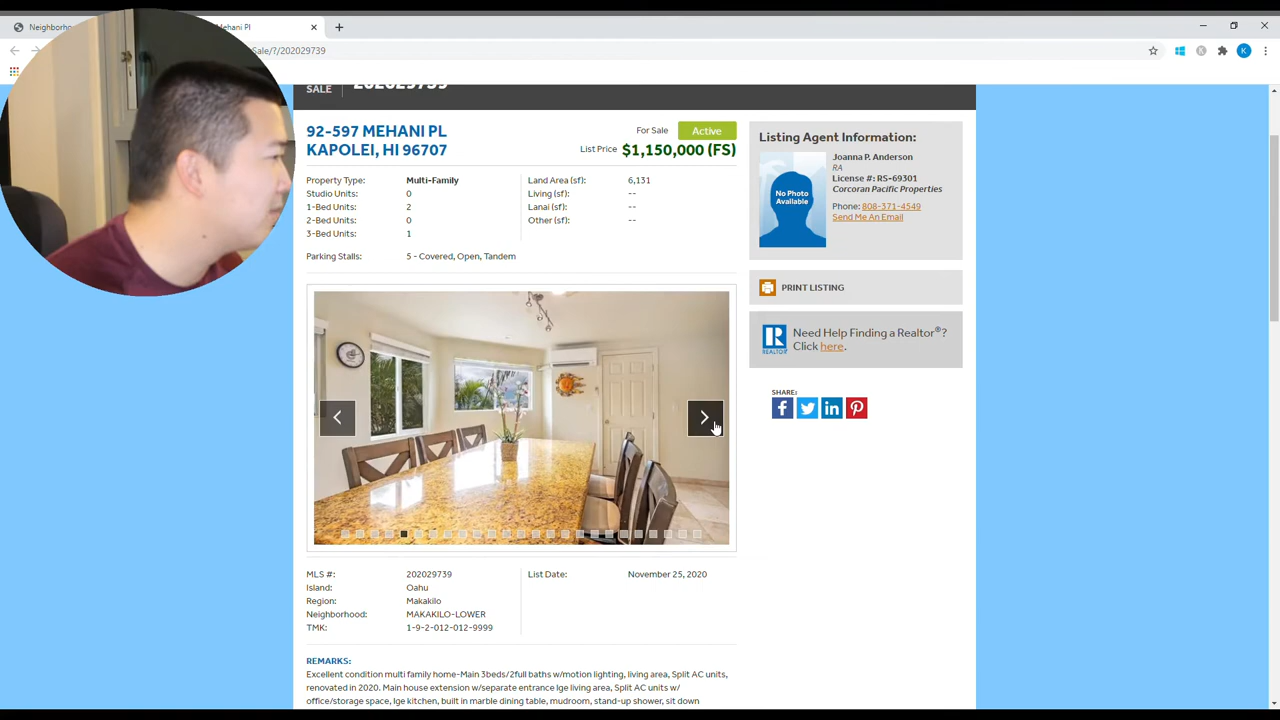 Neighborho
Mehani Pl
Sale/?/202029739
K
SALE 202029739
92-597 MEHANI PL
KAPOLEI, HI 96707
For Sale Active
List Price $1,150,000 (FS)
Property Type: Multi-Family
Studio Units: 0
1-Bed Units: 2
2-Bed Units: 0
3-Bed Units: 1
Land Area (sf): 6,131
Living (sf): --
Lanai (sf): --
Other (sf): --
Parking Stalls: 5 - Covered, Open, Tandem
MLS #: 202029739
Island: Oahu
Region: Makakilo
Neighborhood: MAKAKILO-LOWER
TMK: 1-9-2-012-012-9999
List Date: November 25, 2020
REMARKS:
Excellent condition multi family home-Main 3beds/2full baths w/motion lighting, living area, Split AC units,
renovated in 2020. Main house extension w/separate entrance lge living area, Split AC units w/
office/storage space, lge kitchen, built in marble dining table, mudroom, stand-up shower, sit down
Listing Agent Information:
No Photo
Available
Joanna P. Anderson
RA
License #: RS-69301
Corcoran Pacific Properties
Phone: 808-371-4549
Send Me An Email
PRINT LISTING
REALTOR
Need Help Finding a Realtor®?
Click here.
SHARE: